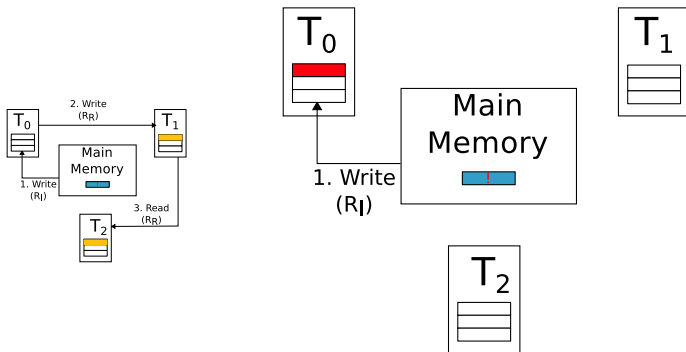 2. Write
(RR)
T0
T1
Main
Memory
1. Write
(RI)
3. Read
(RR)
T2
T0
T1
Main
Memory
1. Write
(RI)
T2